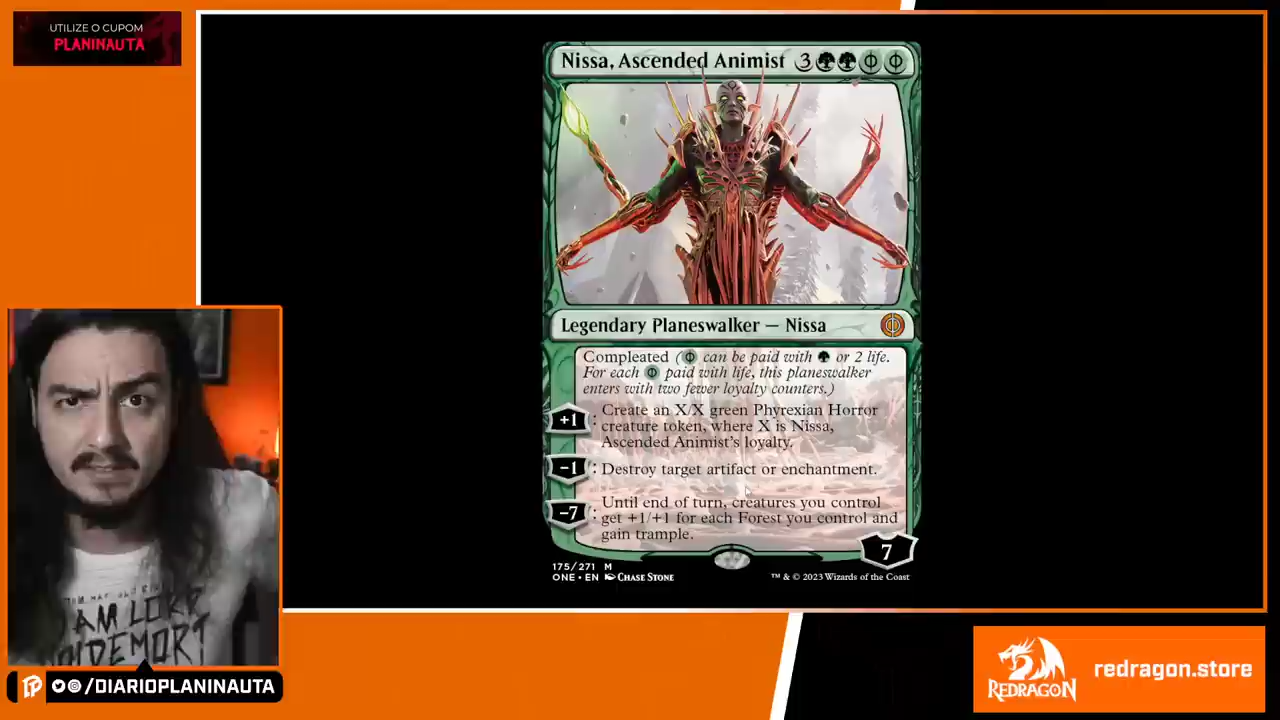 UTILIZE O CUPOM
PLANINAUTA
Nissa, Ascended Animist 3
Legendary Planeswalker — Nissa
Compleated ( can be paid with or 2 life.
For each paid with life, this planeswalker
enters with two fewer loyalty counters.)
+1 : Create an X/X green Phyrexian Horror
creature token, where X is Nissa,
Ascended Animist's loyalty.
−1 : Destroy target artifact or enchantment.
−7 : Until end of turn, creatures you control
get +1/+1 for each Forest you control and
gain trample.
7
175/271 M
ONE • EN CHASE STONE
™ & © 2023 Wizards of the Coast
AM LORD
/DIARIOPLANINAUTA
REDRAGON
redragon.store